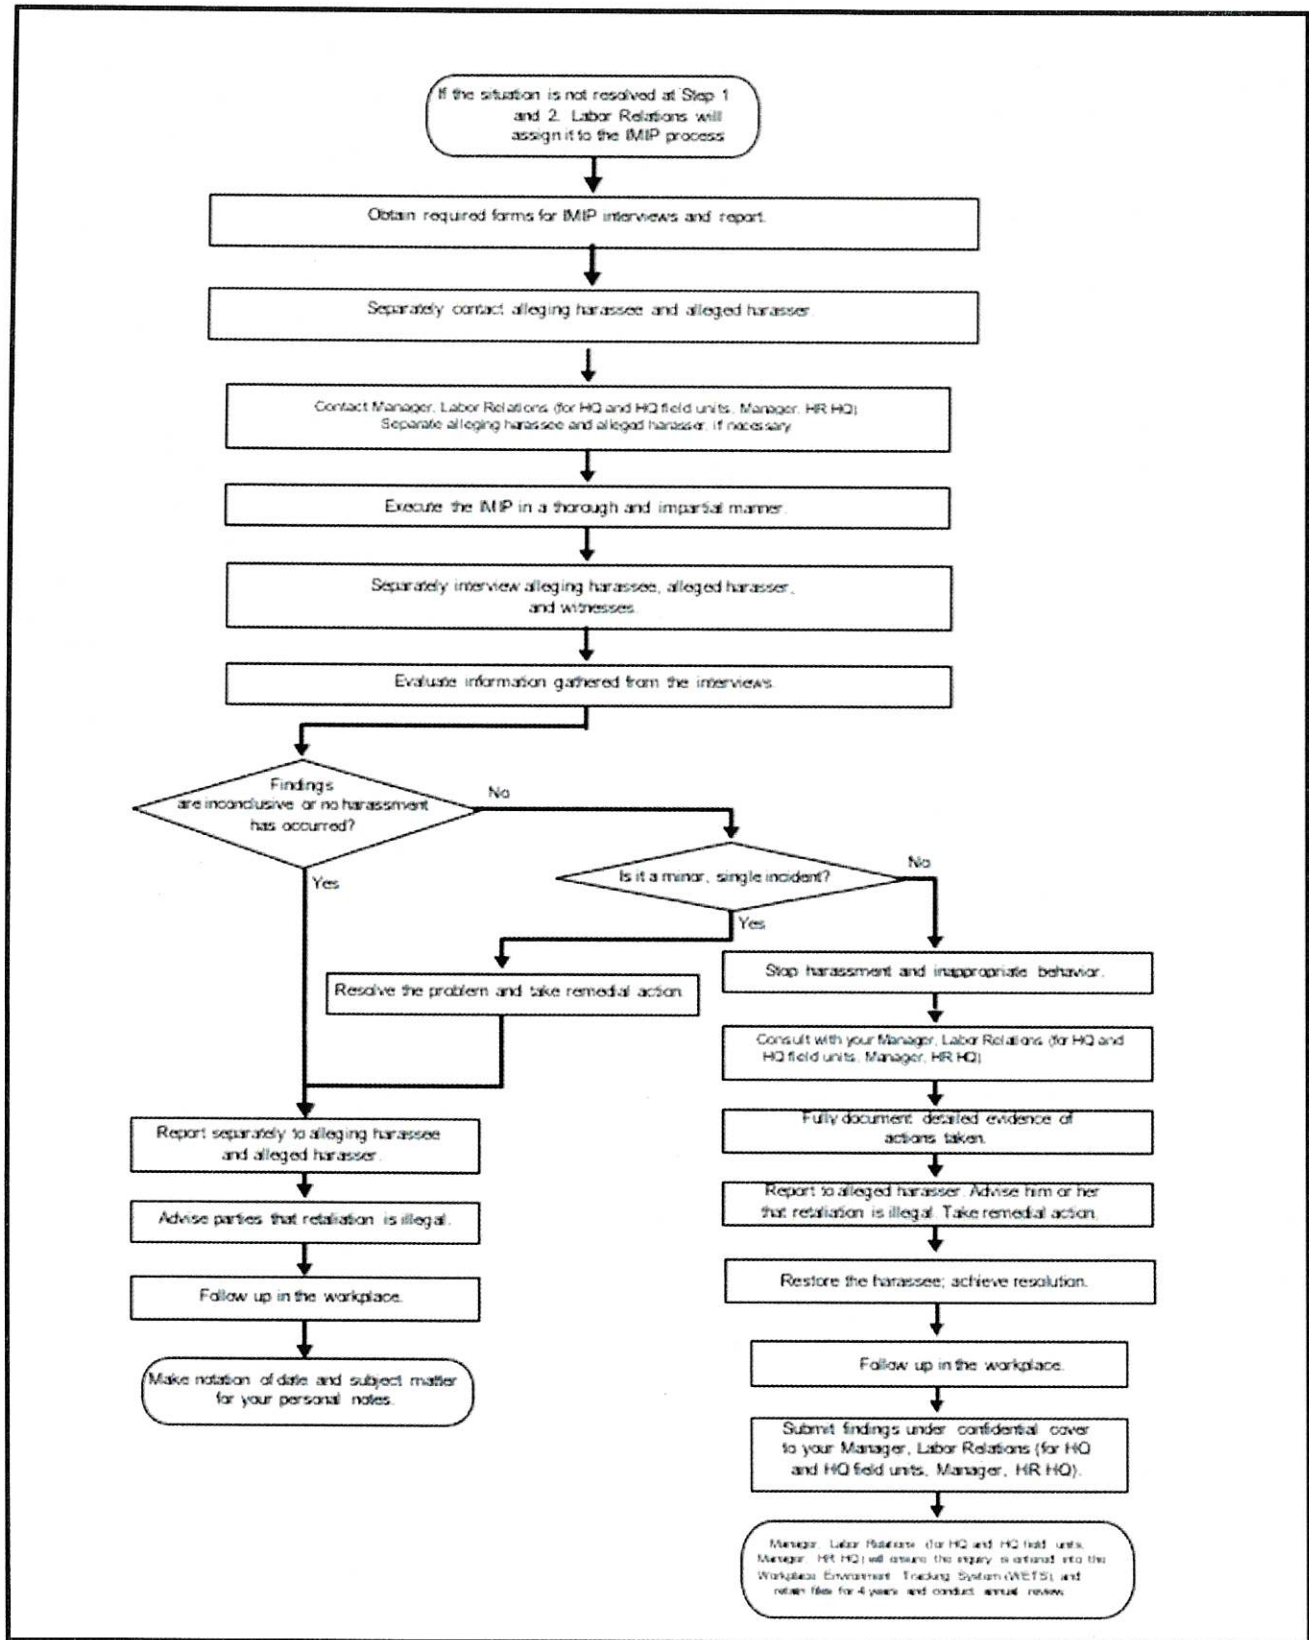 If the situation is not resolved at Step 1
and 2. Labor Relations will
assign it to the IMIP process
Obtain required forms for IMIP interviews and report.
Separately contact alleging harassee and alleged harasser.
Contact Manager, Labor Relations (for HQ and HQ field units, Manager, HR HQ)
Separate alleging harassee and alleged harasser, if necessary
Execute the IMIP in a thorough and impartial manner.
Separately interview alleging harassee, alleged harasser,
and witnesses.
Evaluate information gathered from the interviews.
Findings
are inconclusive or no harassment
has occurred?
No
Yes
Is it a minor, single incident?
No
Yes
Resolve the problem and take remedial action
Report separately to alleging harassee
and alleged harasser.
Advise parties that retaliation is illegal.
Follow up in the workplace.
Make notation of date and subject matter
for your personal notes.
Stop harassment and inappropriate behavior.
Consult with your Manager, Labor Relations (for HQ and
HQ field units, Manager, HR HQ)
Fully document detailed evidence of
actions taken.
Report to alleged harasser. Advise him or her
that retaliation is illegal. Take remedial action.
Restore the harassee; achieve resolution.
Follow up in the workplace.
Submit findings under confidential cover
to your Manager, Labor Relations (for HQ
and HQ field units, Manager, HR HQ).
Manager, Labor Relations (for HQ and HQ field units,
Manager, HR HQ) will ensure the inquiry is entered into the
Workplace Environment Tracking System (WETS), and
retain files for 4 years and conduct annual review